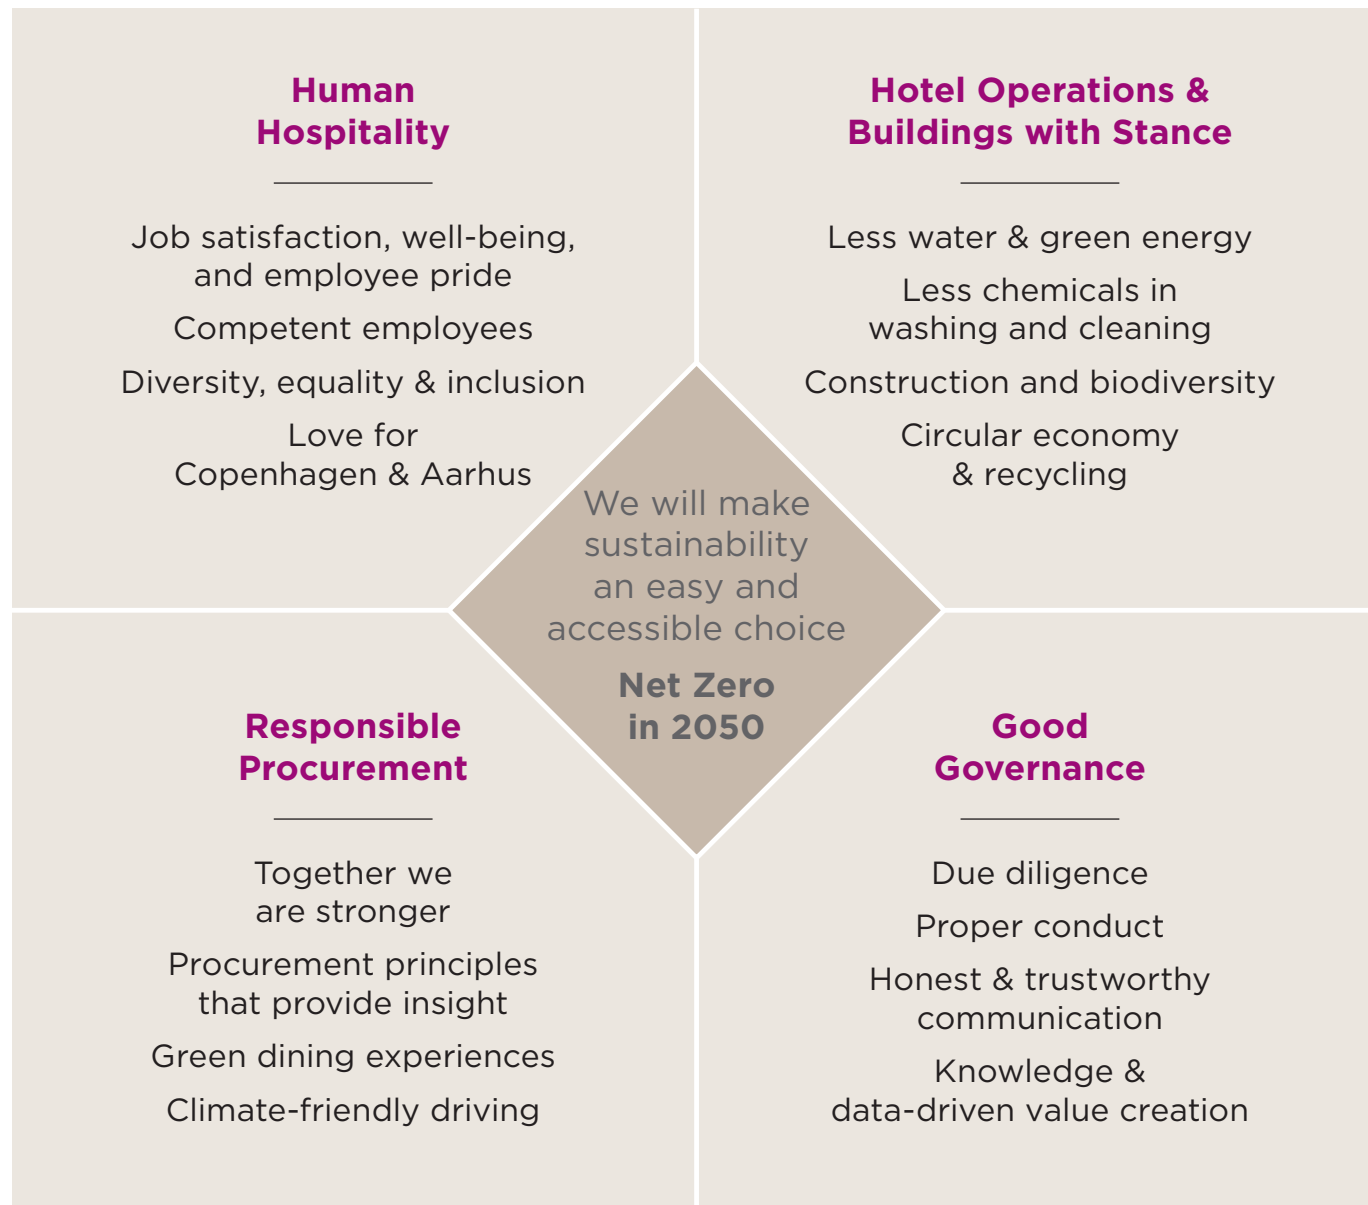 Human
Hospitality
Job satisfaction, well-being,
and employee pride
Competent employees
Diversity, equality & inclusion
Love for
Copenhagen & Aarhus
Hotel Operations &
Buildings with Stance
Less water & green energy
Less chemicals in
washing and cleaning
Construction and biodiversity
Circular economy
& recycling
We will make
sustainability
an easy and
accessible choice
Net Zero
in 2050
Responsible
Procurement
Together we
are stronger
Procurement principles
that provide insight
Green dining experiences
Climate-friendly driving
Good
Governance
Due diligence
Proper conduct
Honest & trustworthy
communication
Knowledge &
data-driven value creation